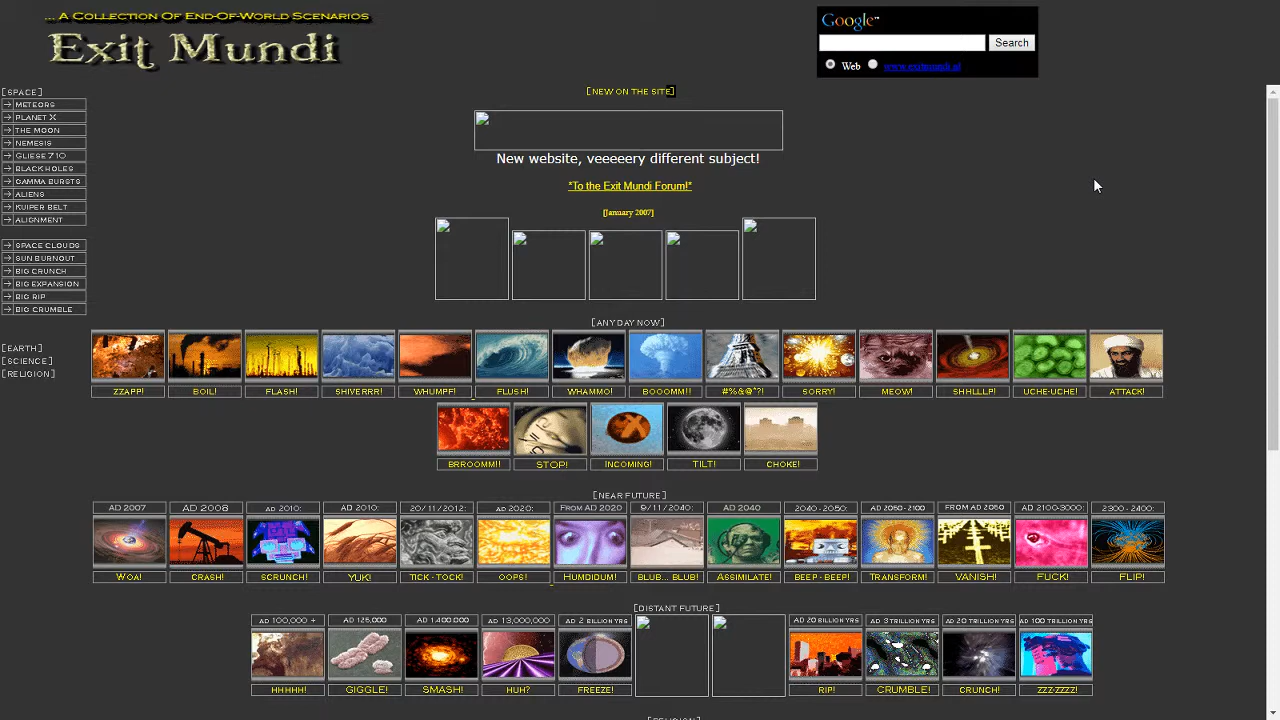 ... A Collection Of End-Of-World Scenarios
Exit Mundi
Google™
Search
Web www.exitmundi.nl
[SPACE]
METEORS
PLANET X
THE MOON
NEMESIS
GLIESE 710
BLACK HOLES
GAMMA BURSTS
ALIENS
KUIPER BELT
ALIGNMENT
SPACE CLOUDS
SUN BURNOUT
BIG CRUNCH
BIG EXPANSION
BIG RIP
BIG CRUMBLE
[EARTH]
[SCIENCE]
[RELIGION]
[NEW ON THE SITE]
New website, veeeeery different subject!
*To the Exit Mundi Forum!*
[January 2007]
[ANY DAY NOW]
ZZAPP! BOIL! FLASH! SHIVERRR! WHUMPF! FLUSH! WHAMMO! BOOOMM!! #%&@*?! SORRY! MEOW! SHHLLLP! UCHE-UCHE! ATTACK!
BRROOMM!! STOP! INCOMING! TILT! CHOKE!
[NEAR FUTURE]
AD 2007 AD 2008 AD 2010: AD 2010: 20/11/2012: AD 2020: FROM AD 2020 9/11/2040: AD 2040 2040 - 2050: AD 2050 -2100 FROM AD 2050 AD 2100-3000: 2300 - 2400:
WOA! CRASH! SCRUNCH! YUK! TICK - TOCK! OOPS! HUMDIDUM! BLUB... BLUB! ASSIMILATE! BEEP - BEEP! TRANSFORM! VANISH! FUCK! FLIP!
[DISTANT FUTURE]
AD 100,000 + AD 125,000 AD 1.400.000 AD 13,000,000 AD 2 BILLION YRS AD 20 BILLION YRS AD 3 TRILLION YRS AD 20 TRILLION YRS AD 100 TRILLION YRS
HHHHH! GIGGLE! SMASH! HUH? FREEZE! RIP! CRUMBLE! CRUNCH! ZZZ-ZZZZ!